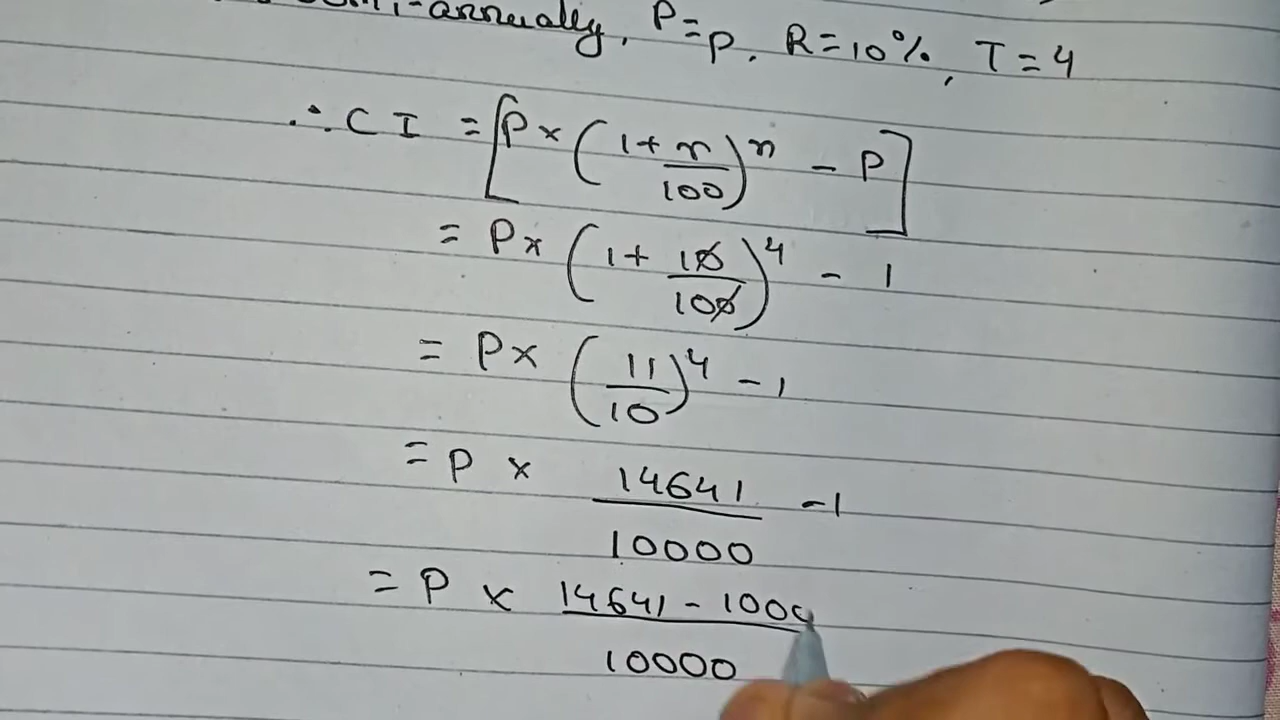 semi-annually, P=p. R=10%, T=4
∴ CI = [P × (1 + r/100)^n - P]
= P × (1 + 10/100)^4 - 1
= P × (11/10)^4 - 1
= P × 14641/10000 - 1
= P × 14641 - 1000/10000